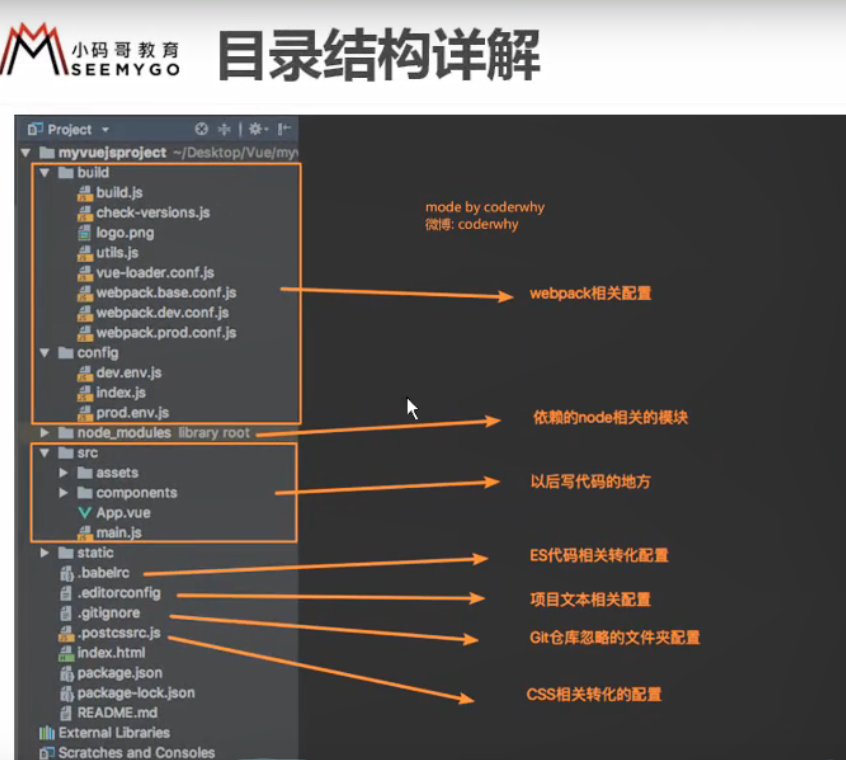 小码哥教育
SEEMYGO
目录结构详解
Project
myvuejsproject ~/Desktop/Vue/my
build
build.js
check-versions.js
logo.png
utils.js
vue-loader.conf.js
webpack.base.conf.js
webpack.dev.conf.js
webpack.prod.conf.js
config
dev.env.js
index.js
prod.env.js
node_modules library root
src
assets
components
App.vue
main.js
static
.babelrc
.editorconfig
.gitignore
.postcssrc.js
index.html
package.json
package-lock.json
README.md
External Libraries
Scratches and Consoles
mode by coderwhy
微博: coderwhy
webpack相关配置
依赖的node相关的模块
以后写代码的地方
ES代码相关转化配置
项目文本相关配置
Git仓库忽略的文件夹配置
CSS相关转化的配置